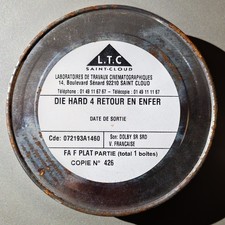 L.T.C
SAINT-CLOUD
LABORATOIRES DE TRAVAUX CINEMATOGRAPHIQUES
14, Boulevard Sénard 92210 SAINT CLOUD
Téléphone : 01 49 11 67 67 - Télécopie : 01 49 11 11 67
DIE HARD 4 RETOUR EN ENFER
DATE DE SORTIE
Cde: 072193A1460
Son: DOLBY SR SRD
V. FRANCAISE
FA F PLAT PARTIE (total 1 boites)
COPIE N° 426